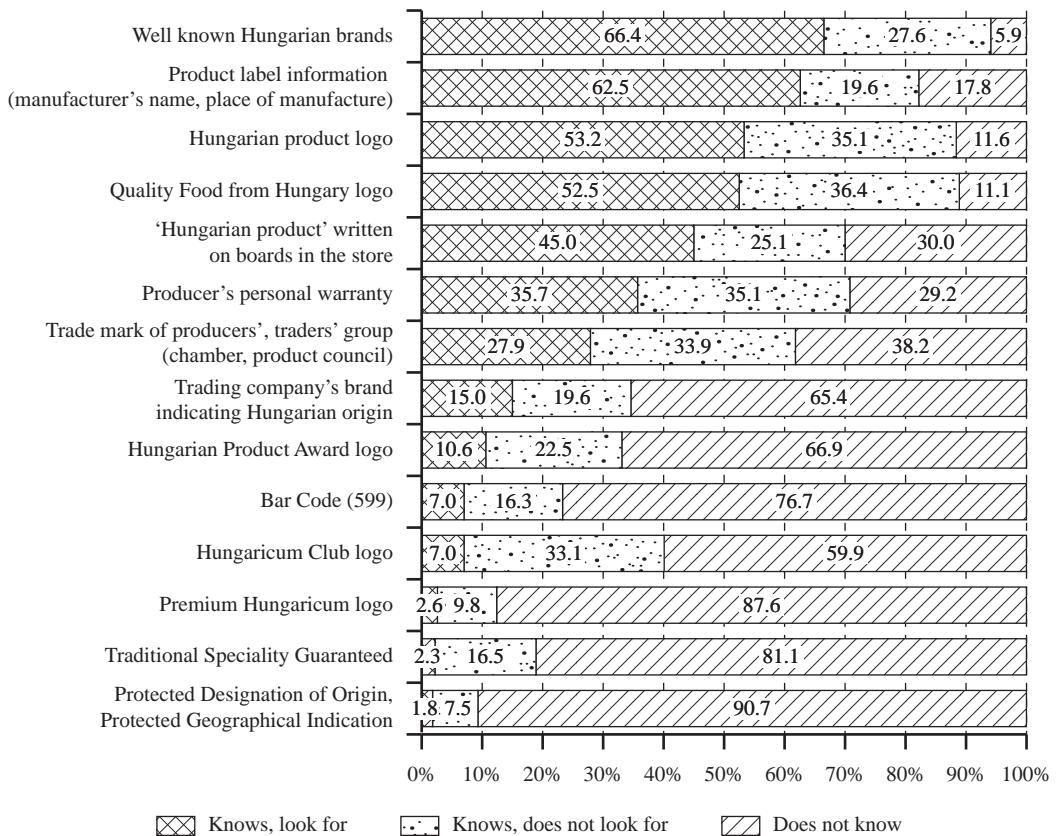 Well known Hungarian brands
66.4 27.6 5.9
Product label information
(manufacturer’s name, place of manufacture)
62.5 19.6 17.8
Hungarian product logo
53.2 35.1 11.6
Quality Food from Hungary logo
52.5 36.4 11.1
‘Hungarian product’ written
on boards in the store
45.0 25.1 30.0
Producer’s personal warranty
35.7 35.1 29.2
Trade mark of producers’, traders’ group
(chamber, product council)
27.9 33.9 38.2
Trading company’s brand
indicating Hungarian origin
15.0 19.6 65.4
Hungarian Product Award logo
10.6 22.5 66.9
Bar Code (599)
7.0 16.3 76.7
Hungaricum Club logo
7.0 33.1 59.9
Premium Hungaricum logo
2.6 9.8 87.6
Traditional Speciality Guaranteed
2.3 16.5 81.1
Protected Designation of Origin,
Protected Geographical Indication
1.8 7.5 90.7
0% 10% 20% 30% 40% 50% 60% 70% 80% 90% 100%
Knows, look for Knows, does not look for Does not know